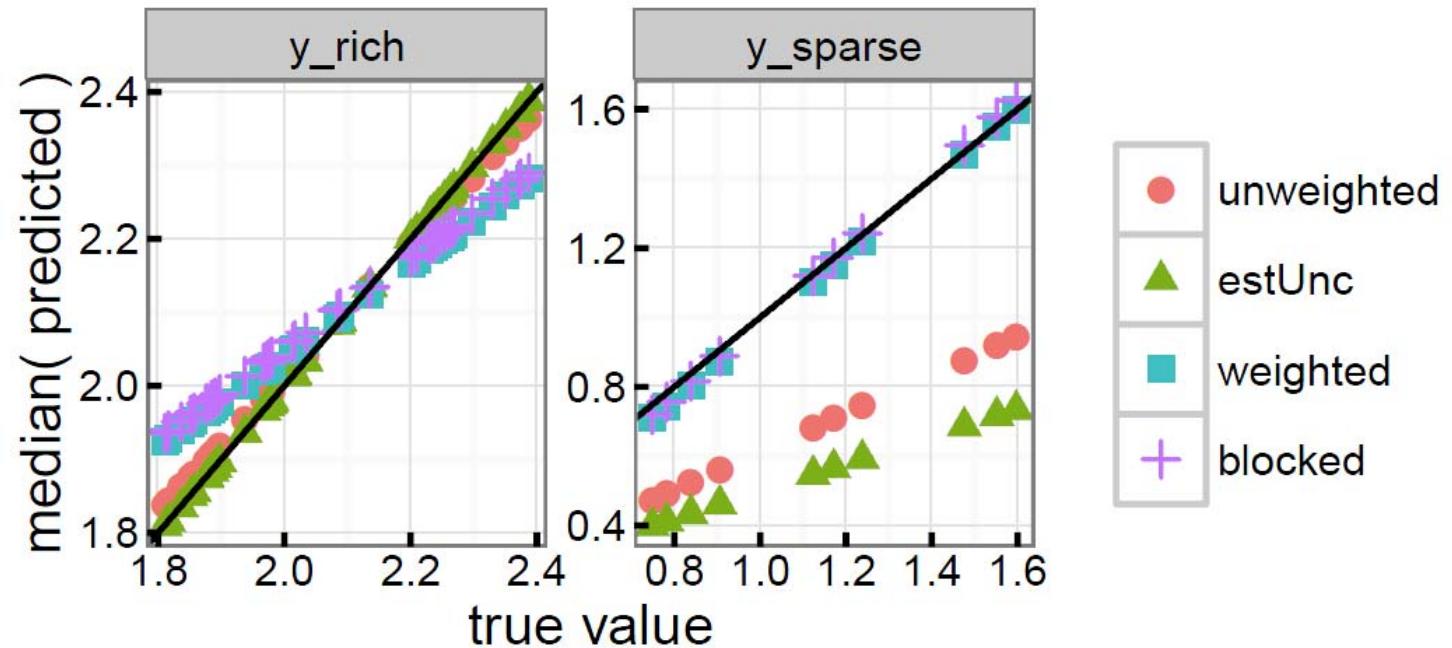 y_rich
y_sparse
median( predicted )
2.4
2.2
2.0
1.8
1.6
1.2
0.8
0.4
1.8 2.0 2.2 2.4
0.8 1.0 1.2 1.4 1.6
true value
unweighted
estUnc
weighted
blocked